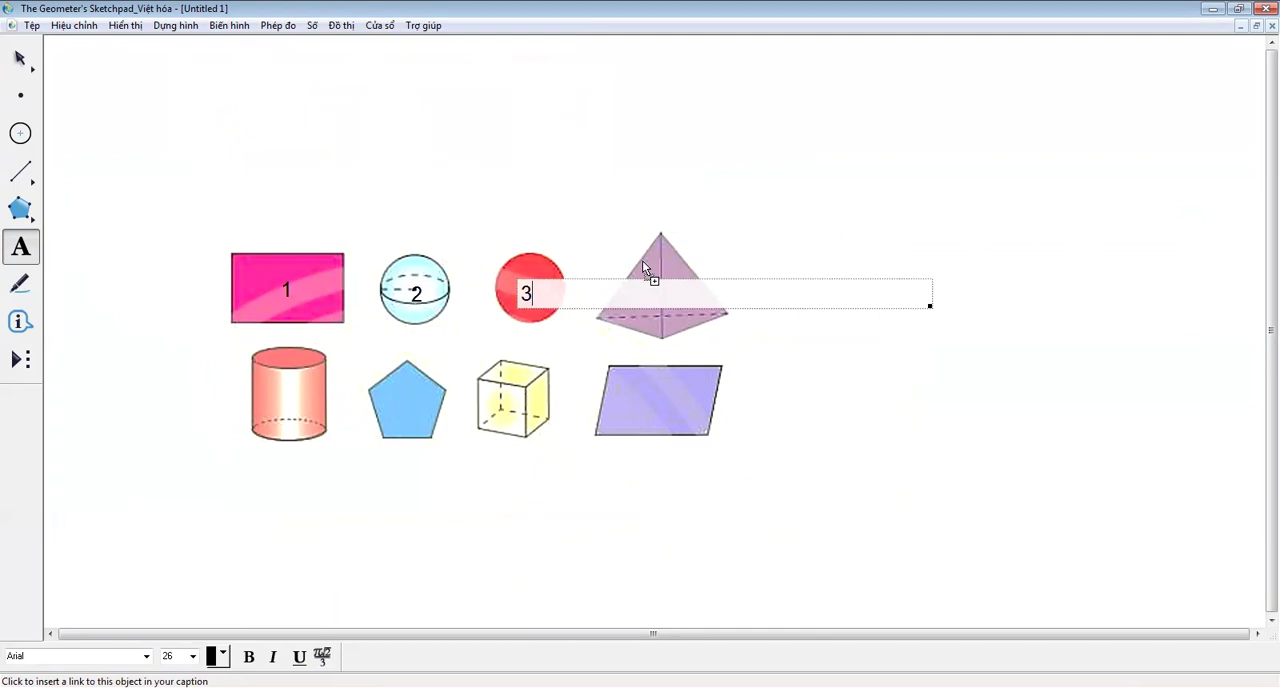 The Geometer's Sketchpad_Việt hóa - [Untitled 1]
Tệp Hiệu chỉnh Hiển thị Dựng hình Biến hình Phép đo Số Đồ thị Cửa sổ Trợ giúp
A
1 2 3
Arial 26 B I U
Click to insert a link to this object in your caption